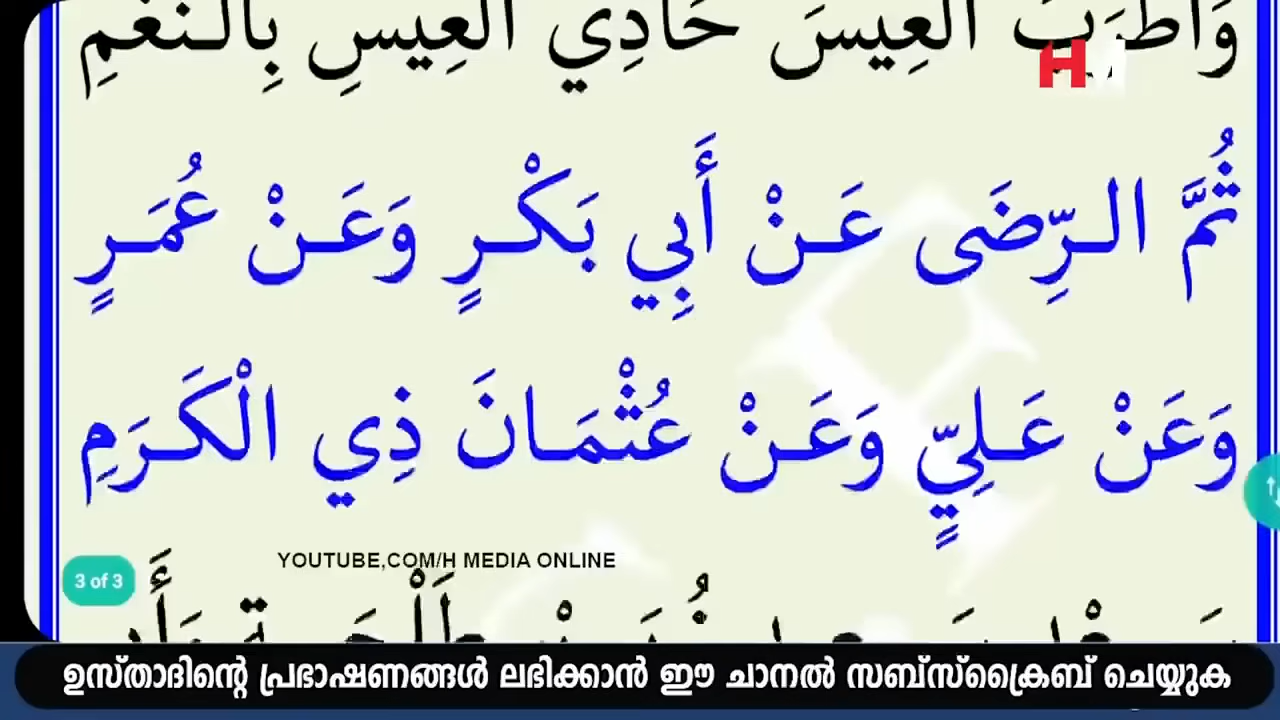 وَأَطْرَبَ الْعِيسَ حَادِي الْعِيسِ بِالنَّغَمِ
ثُمَّ الرِّضَى عَنْ أَبِي بَكْرٍ وَعَنْ عُمَرٍ
وَعَنْ عَلِيٍّ وَعَنْ عُثْمَانَ ذِي الْكَرَمِ
YOUTUBE,COM/H MEDIA ONLINE
3 of 3
ഉസ്താദിന്റെ പ്രഭാഷണങ്ങൾ ലഭിക്കാൻ ഈ ചാനൽ സബ്സ്ക്രൈബ് ചെയ്യുക